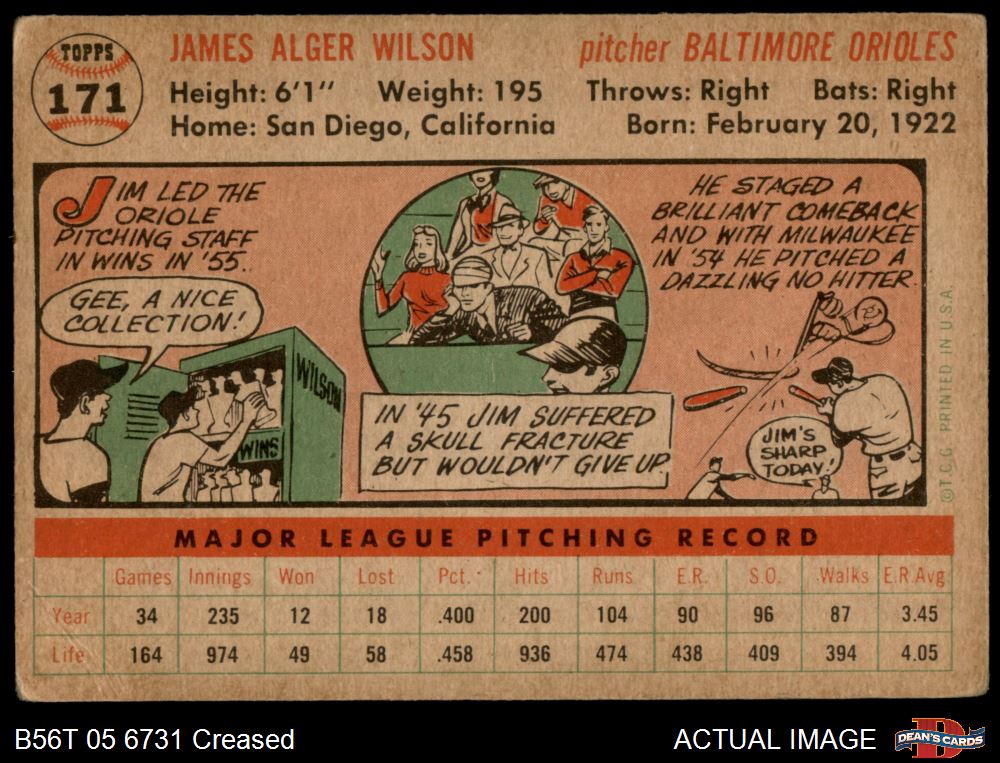 TOPPS
171
JAMES ALGER WILSON pitcher BALTIMORE ORIOLES
Height: 6'1" Weight: 195 Throws: Right Bats: Right
Home: San Diego, California Born: February 20, 1922
JIM LED THE
ORIOLE
PITCHING STAFF
IN WINS IN '55.
GEE, A NICE
COLLECTION!
WILSON
WINS
IN '45 JIM SUFFERED
A SKULL FRACTURE
BUT WOULDN'T GIVE UP
HE STAGED A
BRILLIANT COMEBACK
AND WITH MILWAUKEE
IN '54 HE PITCHED A
DAZZLING NO HITTER.
JIM'S
SHARP
TODAY!
© T.C.G. PRINTED IN U.S.A.
MAJOR LEAGUE PITCHING RECORD
Games Innings Won Lost Pct. Hits Runs E.R. S.O. Walks E.R.Avg
Year 34 235 12 18 .400 200 104 90 96 87 3.45
Life 164 974 49 58 .458 936 474 438 409 394 4.05
B56T 05 6731 Creased ACTUAL IMAGE
DEAN'S CARDS